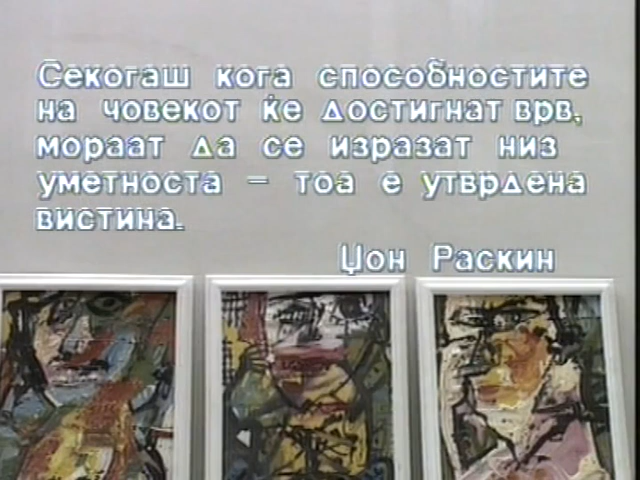 Секогаш кога способностите
на човекот ќе достигнат врв,
мораат да се изразат низ
уметноста – тоа е утврдена
вистина.
Џон Раскин